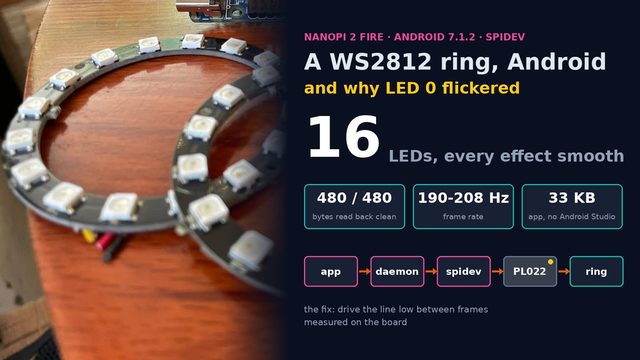 NANOPI 2 FIRE · ANDROID 7.1.2 · SPIDEV
A WS2812 ring, Android
and why LED 0 flickered
16 LEDs, every effect smooth
480 / 480
bytes read back clean
190-208 Hz
frame rate
33 KB
app, no Android Studio
app
daemon
spidev
PL022
ring
the fix: drive the line low between frames
measured on the board